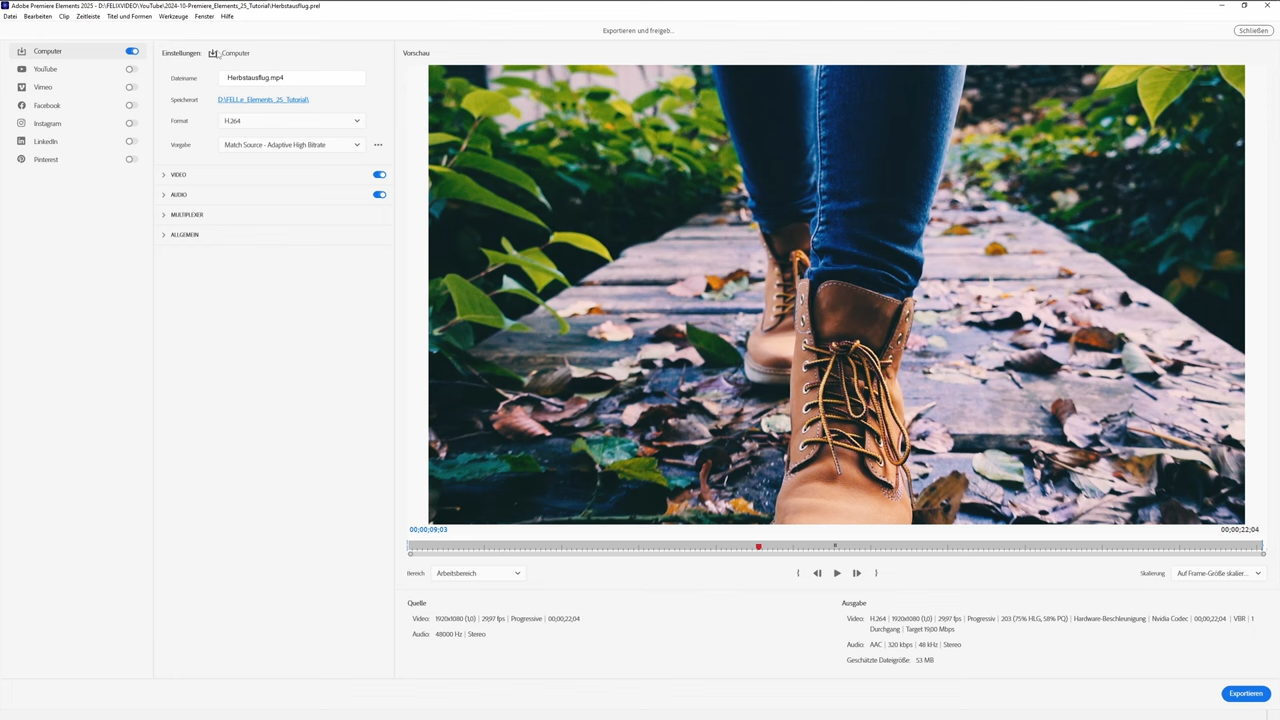 Adobe Premiere Elements 2025 - D:\FELIXVIDEO\YouTube\2024-10-Premiere_Elements_25_Tutorial\Herbstausflug.prel
Datei Bearbeiten Clip Zeitleiste Titel und Formen Werkzeuge Fenster Hilfe
Exportieren und freigeb...
Schließen
Computer
YouTube
Vimeo
Facebook
Instagram
LinkedIn
Pinterest
Einstellungen: Computer
Dateiname Herbstausflug.mp4
Speicherort D:\FELI..e_Elements_25_Tutorial\
Format H.264
Vorgabe Match Source - Adaptive High Bitrate
VIDEO
AUDIO
MULTIPLEXER
ALLGEMEIN
Vorschau
00;00;09;03 00;00;22;04
Bereich Arbeitsbereich
Skalierung Auf Frame-Größe skalier...
Quelle
Video: 1920x1080 (1,0) | 29,97 fps | Progressive | 00;00;22;04
Audio: 48000 Hz | Stereo
Ausgabe
Video: H.264 | 1920x1080 (1,0) | 29,97 fps | Progressiv | 203 (75% HLG, 58% PQ) | Hardware-Beschleunigung | Nvidia Codec | 00;00;22;04 | VBR | 1
Durchgang | Target 19,00 Mbps
Audio: AAC | 320 kbps | 48 kHz | Stereo
Geschätzte Dateigröße: 53 MB
Exportieren